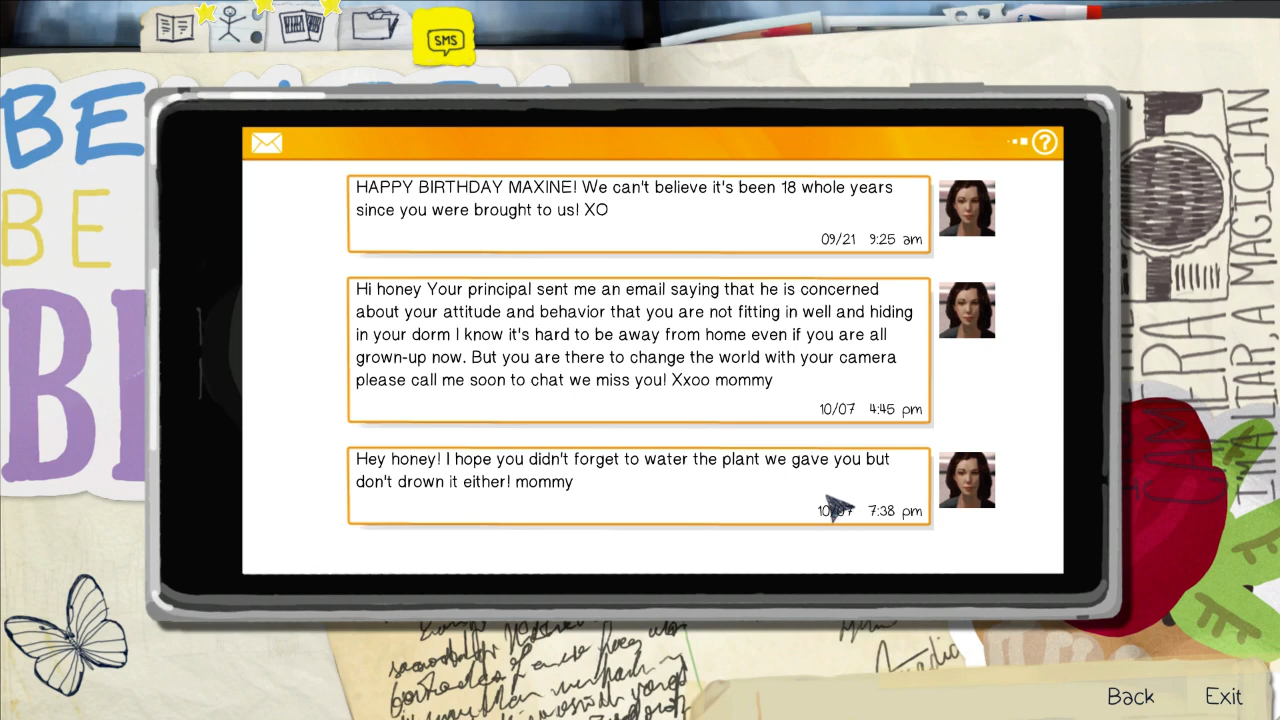 SMS
BE
BE
HAPPY BIRTHDAY MAXINE! We can't believe it's been 18 whole years
since you were brought to us! XO
09/21 9:25 am
Hi honey Your principal sent me an email saying that he is concerned
about your attitude and behavior that you are not fitting in well and hiding
in your dorm I know it's hard to be away from home even if you are all
grown-up now. But you are there to change the world with your camera
please call me soon to chat we miss you! Xxoo mommy
10/07 4:45 pm
Hey honey! I hope you didn't forget to water the plant we gave you but
don't drown it either! mommy
7:38 pm
LIAR, A MAGICIAN
Back Exit